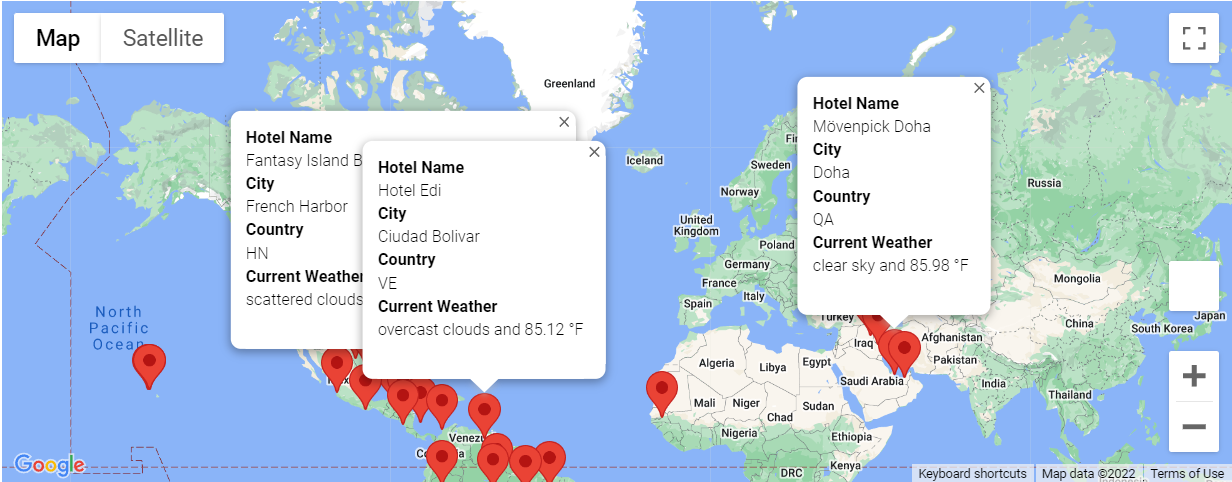 Map
Satellite
Greenland
Iceland
Sweden
Norway
United
Kingdom
Poland
Germany
France
Italy
Spain
Russia
Mongolia
China
Japan
South Korea
Turkey
Iraq
Afghanistan
Pakistan
India
Thailand
Saudi Arabia
Algeria
Libya
Egypt
Mali
Niger
Chad
Sudan
Nigeria
Ethiopia
Kenya
DRC
North
Pacific
Ocean
Hotel Name
Fantasy Island B
City
French Harbor
Country
HN
Current Weather
scattered clouds
Hotel Name
Hotel Edi
City
Ciudad Bolivar
Country
VE
Current Weather
overcast clouds and 85.12 °F
Hotel Name
Mövenpick Doha
City
Doha
Country
QA
Current Weather
clear sky and 85.98 °F
Google
Keyboard shortcuts
Map data ©2022
Terms of Use